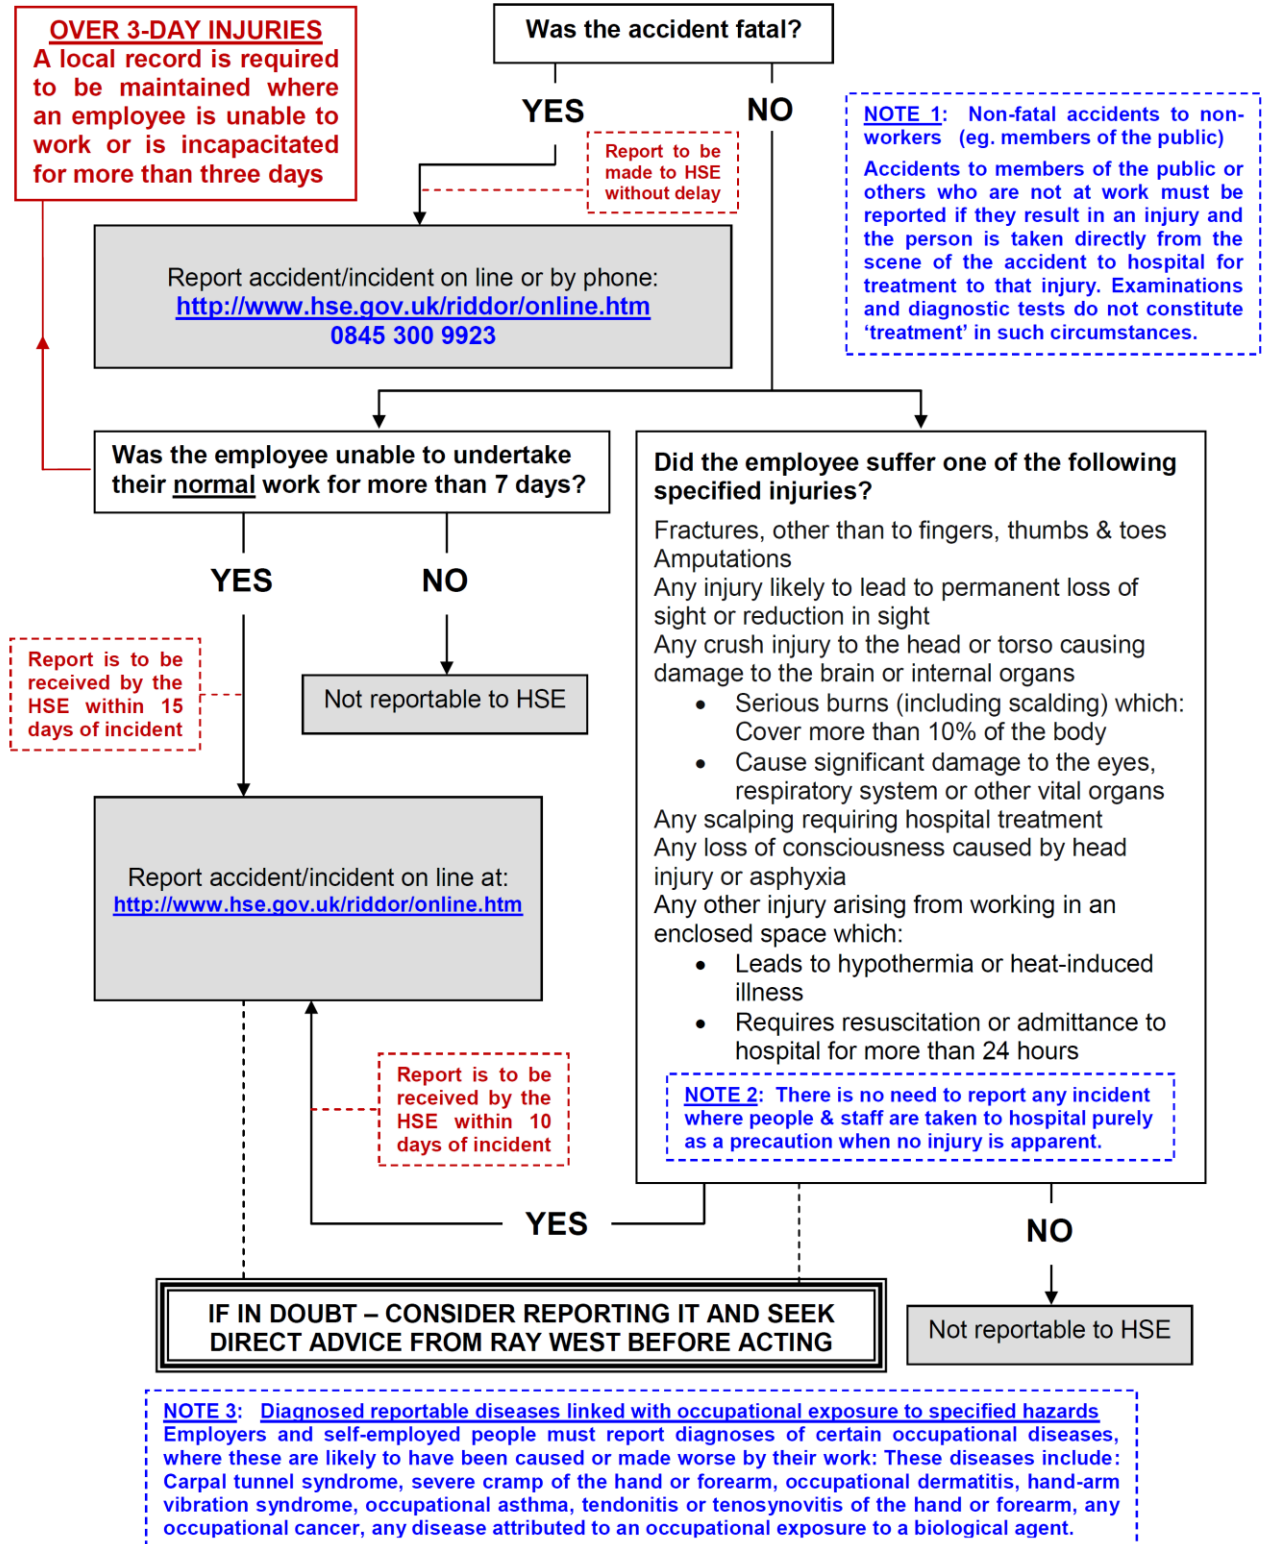 OVER 3-DAY INJURIES
A local record is required
to be maintained where
an employee is unable to
work or is incapacitated
for more than three days
Was the accident fatal?
YES
NO
Report to be
made to HSE
without delay
NOTE 1: Non-fatal accidents to non-
workers (eg. members of the public)
Accidents to members of the public or
others who are not at work must be
reported if they result in an injury and
the person is taken directly from the
scene of the accident to hospital for
treatment to that injury. Examinations
and diagnostic tests do not constitute
‘treatment’ in such circumstances.
Report accident/incident on line or by phone:
http://www.hse.gov.uk/riddor/online.htm
0845 300 9923
Was the employee unable to undertake
their normal work for more than 7 days?
YES
NO
Report is to be
received by the
HSE within 15
days of incident
Not reportable to HSE
Report accident/incident on line at:
http://www.hse.gov.uk/riddor/online.htm
Report is to be
received by the
HSE within 10
days of incident
Did the employee suffer one of the following
specified injuries?
Fractures, other than to fingers, thumbs & toes
Amputations
Any injury likely to lead to permanent loss of
sight or reduction in sight
Any crush injury to the head or torso causing
damage to the brain or internal organs
• Serious burns (including scalding) which:
Cover more than 10% of the body
• Cause significant damage to the eyes,
respiratory system or other vital organs
Any scalping requiring hospital treatment
Any loss of consciousness caused by head
injury or asphyxia
Any other injury arising from working in an
enclosed space which:
• Leads to hypothermia or heat-induced
illness
• Requires resuscitation or admittance to
hospital for more than 24 hours
NOTE 2: There is no need to report any incident
where people & staff are taken to hospital purely
as a precaution when no injury is apparent.
YES
NO
Not reportable to HSE
IF IN DOUBT – CONSIDER REPORTING IT AND SEEK
DIRECT ADVICE FROM RAY WEST BEFORE ACTING
NOTE 3: Diagnosed reportable diseases linked with occupational exposure to specified hazards
Employers and self-employed people must report diagnoses of certain occupational diseases,
where these are likely to have been caused or made worse by their work: These diseases include:
Carpal tunnel syndrome, severe cramp of the hand or forearm, occupational dermatitis, hand-arm
vibration syndrome, occupational asthma, tendonitis or tenosynovitis of the hand or forearm, any
occupational cancer, any disease attributed to an occupational exposure to a biological agent.